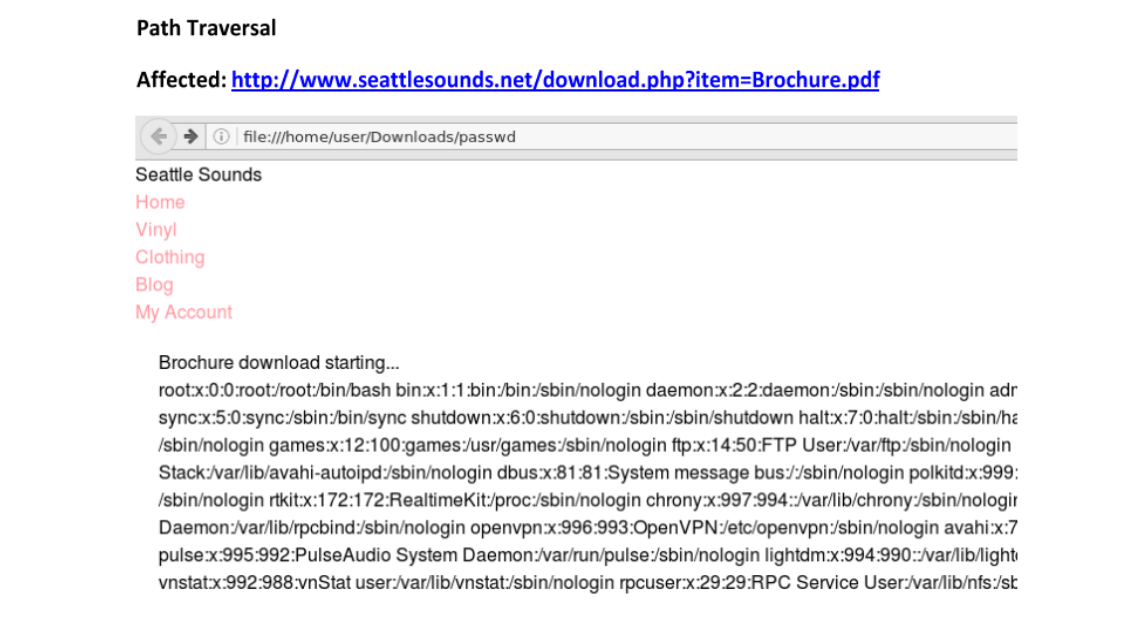 Path Traversal
Affected: http://www.seattlesounds.net/download.php?item=Brochure.pdf
file:///home/user/Downloads/passwd
Seattle Sounds
Home
Vinyl
Clothing
Blog
My Account
Brochure download starting...
root:x:0:0:root:/root:/bin/bash bin:x:1:1:bin:/bin:/sbin/nologin daemon:x:2:2:daemon:/sbin:/sbin/nologin adm
sync:x:5:0:sync:/sbin:/bin/sync shutdown:x:6:0:shutdown:/sbin:/sbin/shutdown halt:x:7:0:halt:/sbin:/sbin/ha
/sbin/nologin games:x:12:100:games:/usr/games:/sbin/nologin ftp:x:14:50:FTP User:/var/ftp:/sbin/nologin
Stack:/var/lib/avahi-autoipd:/sbin/nologin dbus:x:81:81:System message bus:/:/sbin/nologin polkitd:x:999:
/sbin/nologin rtkit:x:172:172:RealtimeKit:/proc:/sbin/nologin chrony:x:997:994::/var/lib/chrony:/sbin/nologin
Daemon:/var/lib/rpcbind:/sbin/nologin openvpn:x:996:993:OpenVPN:/etc/openvpn:/sbin/nologin avahi:x:7
pulse:x:995:992:PulseAudio System Daemon:/var/run/pulse:/sbin/nologin lightdm:x:994:990::/var/lib/light
vnstat:x:992:988:vnStat user:/var/lib/vnstat:/sbin/nologin rpcuser:x:29:29:RPC Service User:/var/lib/nfs:/sb